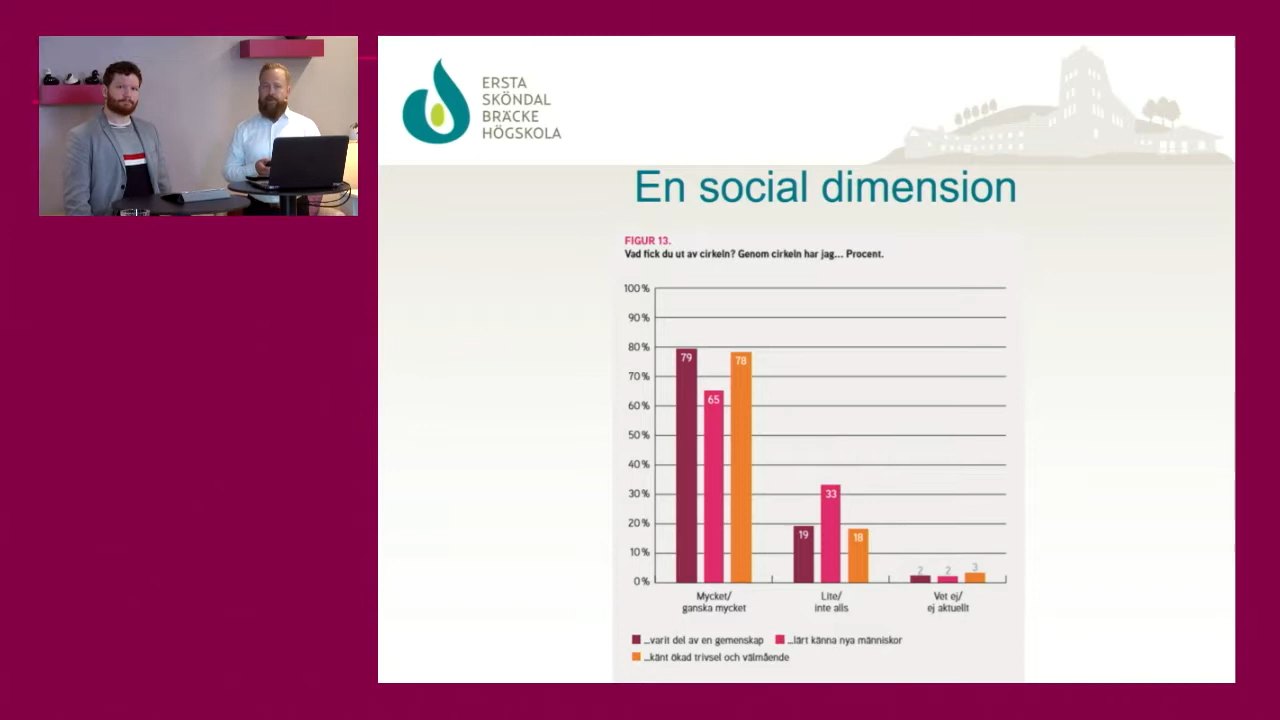 ERSTA
SKÖNDAL
BRÄCKE
HÖGSKOLA
En social dimension
FIGUR 13.
Vad fick du ut av cirkeln? Genom cirkeln har jag... Procent.
100%
90%
80%
70%
60%
50%
40%
30%
20%
10%
0%
79
65
78
19
33
18
2
2
3
Mycket/
ganska mycket
Lite/
inte alls
Vet ej/
ej aktuellt
...varit del av en gemenskap
...lärt känna nya människor
...känt ökad trivsel och välmående